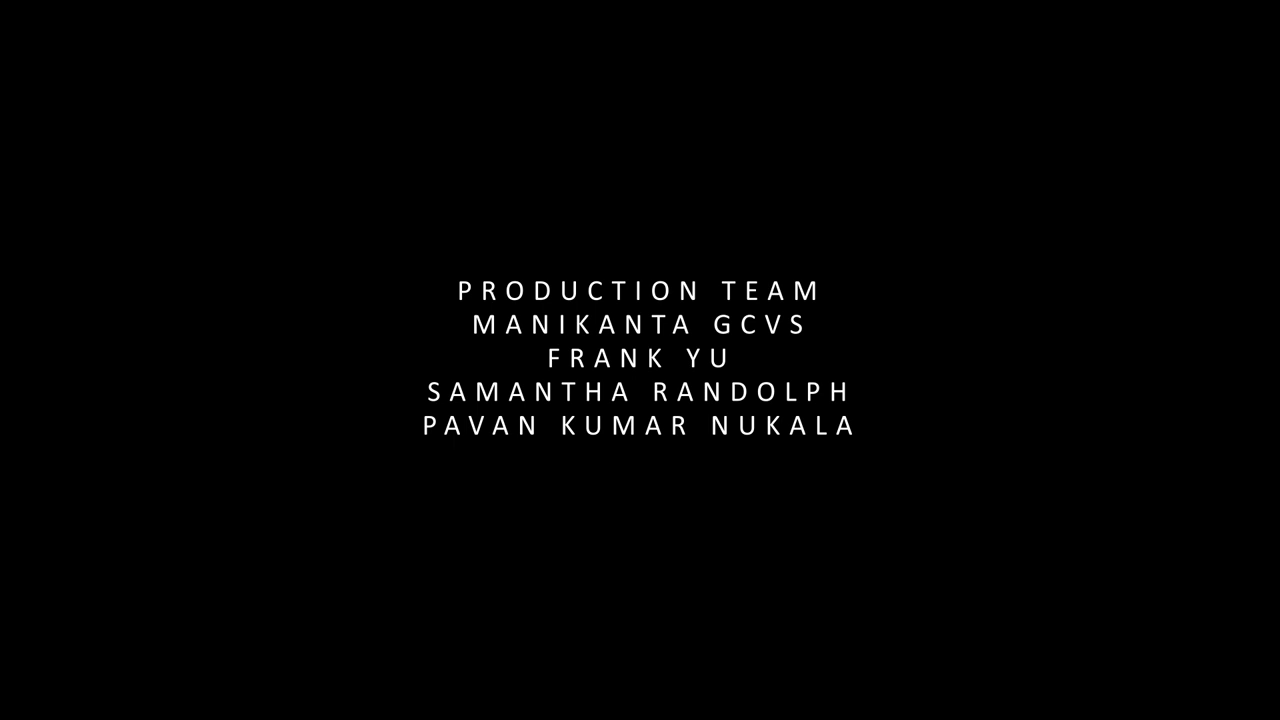 PRODUCTION TEAM
MANIKANTA GCVS
FRANK YU
SAMANTHA RANDOLPH
PAVAN KUMAR NUKALA